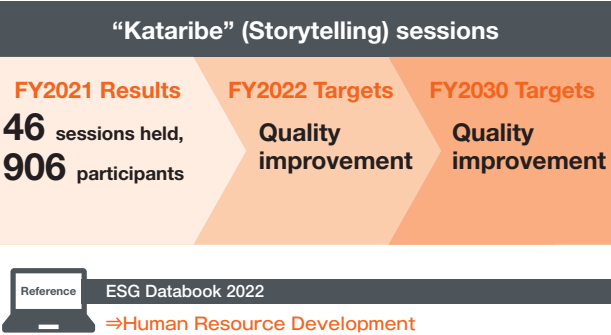 “Kataribe” (Storytelling) sessions
FY2021 Results
46 sessions held,
906 participants
FY2022 Targets
Quality
improvement
FY2030 Targets
Quality
improvement
Reference
ESG Databook 2022
⇒Human Resource Development